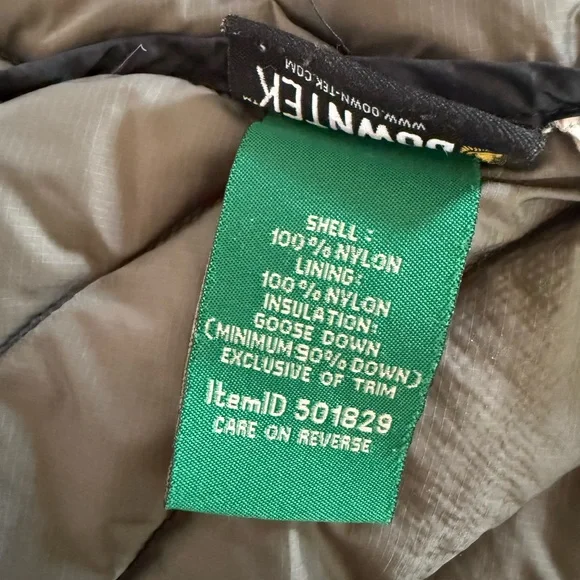 DOWNTEK™
WWW.DOWN-TEK.COM
SHELL:
100% NYLON
LINING:
100% NYLON
INSULATION:
GOOSE DOWN
(MINIMUM 90% DOWN)
EXCLUSIVE OF TRIM
ItemID 501829
CARE ON REVERSE